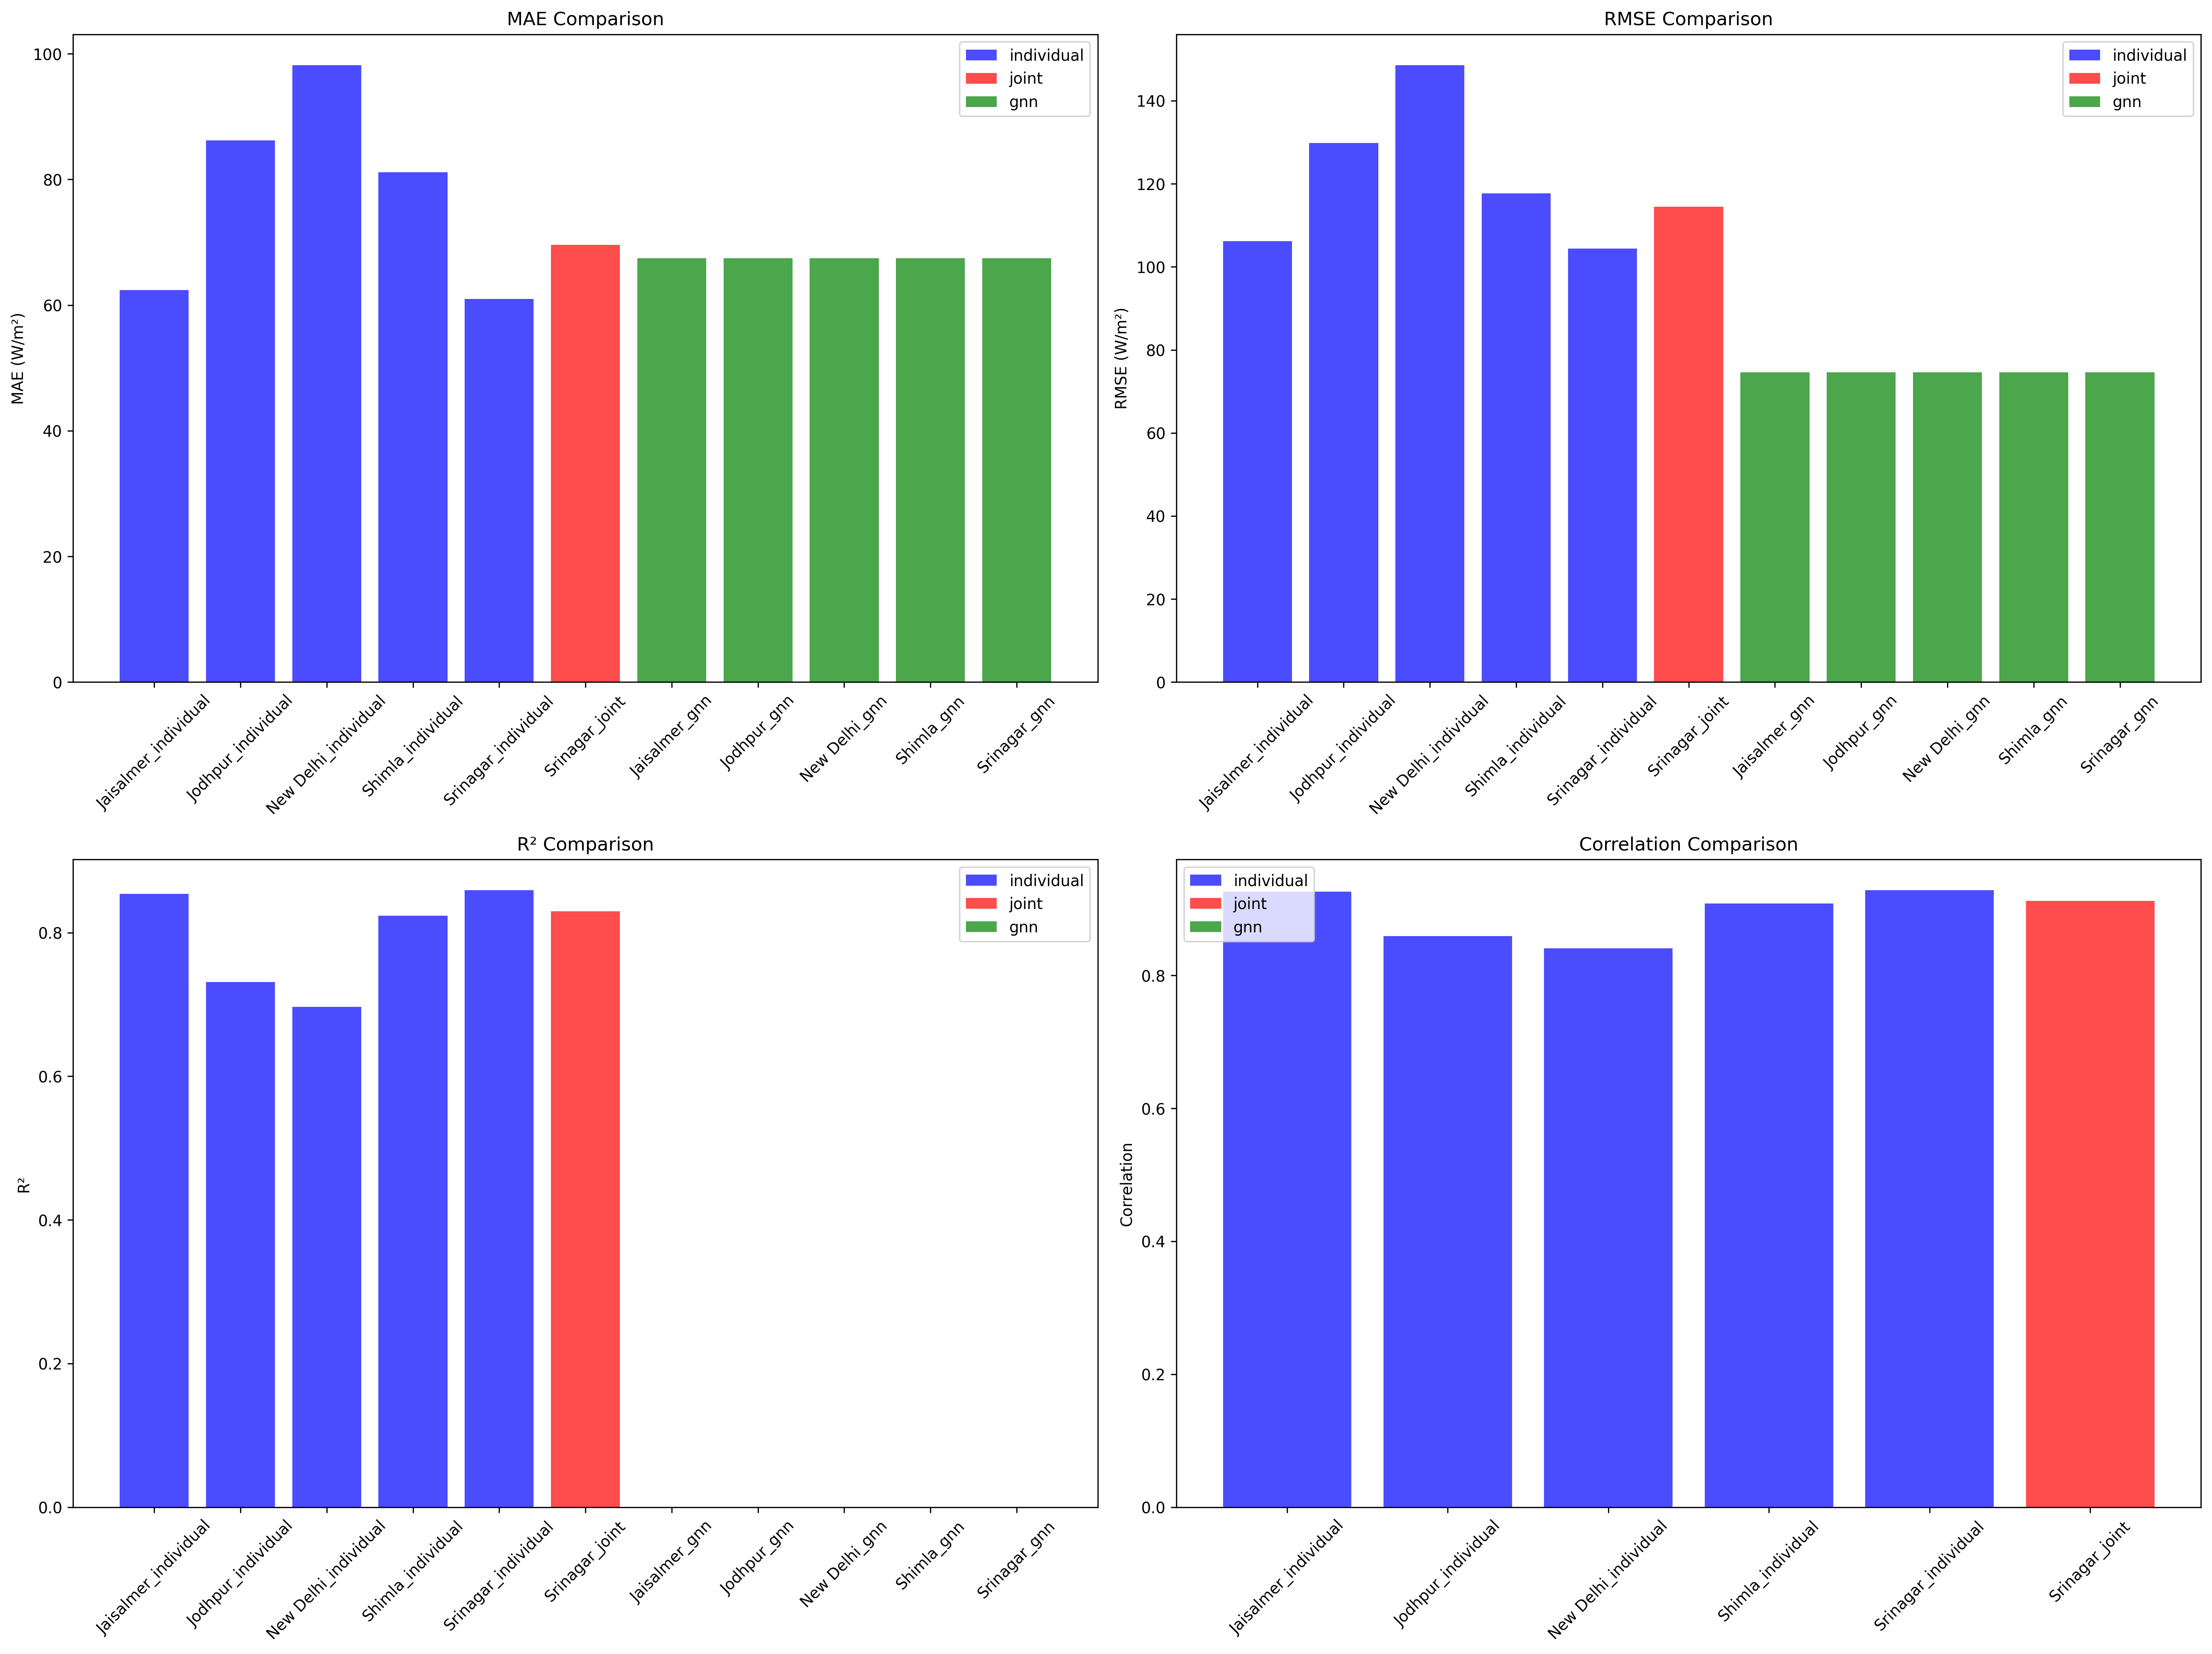 MAE Comparison
MAE (W/m²)
100
80
60
40
20
0
individual
joint
gnn
Jaisalmer_individual
Jodhpur_individual
New Delhi_individual
Shimla_individual
Srinagar_individual
Srinagar_joint
Jaisalmer_gnn
Jodhpur_gnn
New Delhi_gnn
Shimla_gnn
Srinagar_gnn
RMSE Comparison
RMSE (W/m²)
140
120
100
80
60
40
20
0
individual
joint
gnn
Jaisalmer_individual
Jodhpur_individual
New Delhi_individual
Shimla_individual
Srinagar_individual
Srinagar_joint
Jaisalmer_gnn
Jodhpur_gnn
New Delhi_gnn
Shimla_gnn
Srinagar_gnn
R² Comparison
R²
0.8
0.6
0.4
0.2
0.0
individual
joint
gnn
Jaisalmer_individual
Jodhpur_individual
New Delhi_individual
Shimla_individual
Srinagar_individual
Srinagar_joint
Jaisalmer_gnn
Jodhpur_gnn
New Delhi_gnn
Shimla_gnn
Srinagar_gnn
Correlation Comparison
Correlation
0.8
0.6
0.4
0.2
0.0
individual
joint
gnn
Jaisalmer_individual
Jodhpur_individual
New Delhi_individual
Shimla_individual
Srinagar_individual
Srinagar_joint